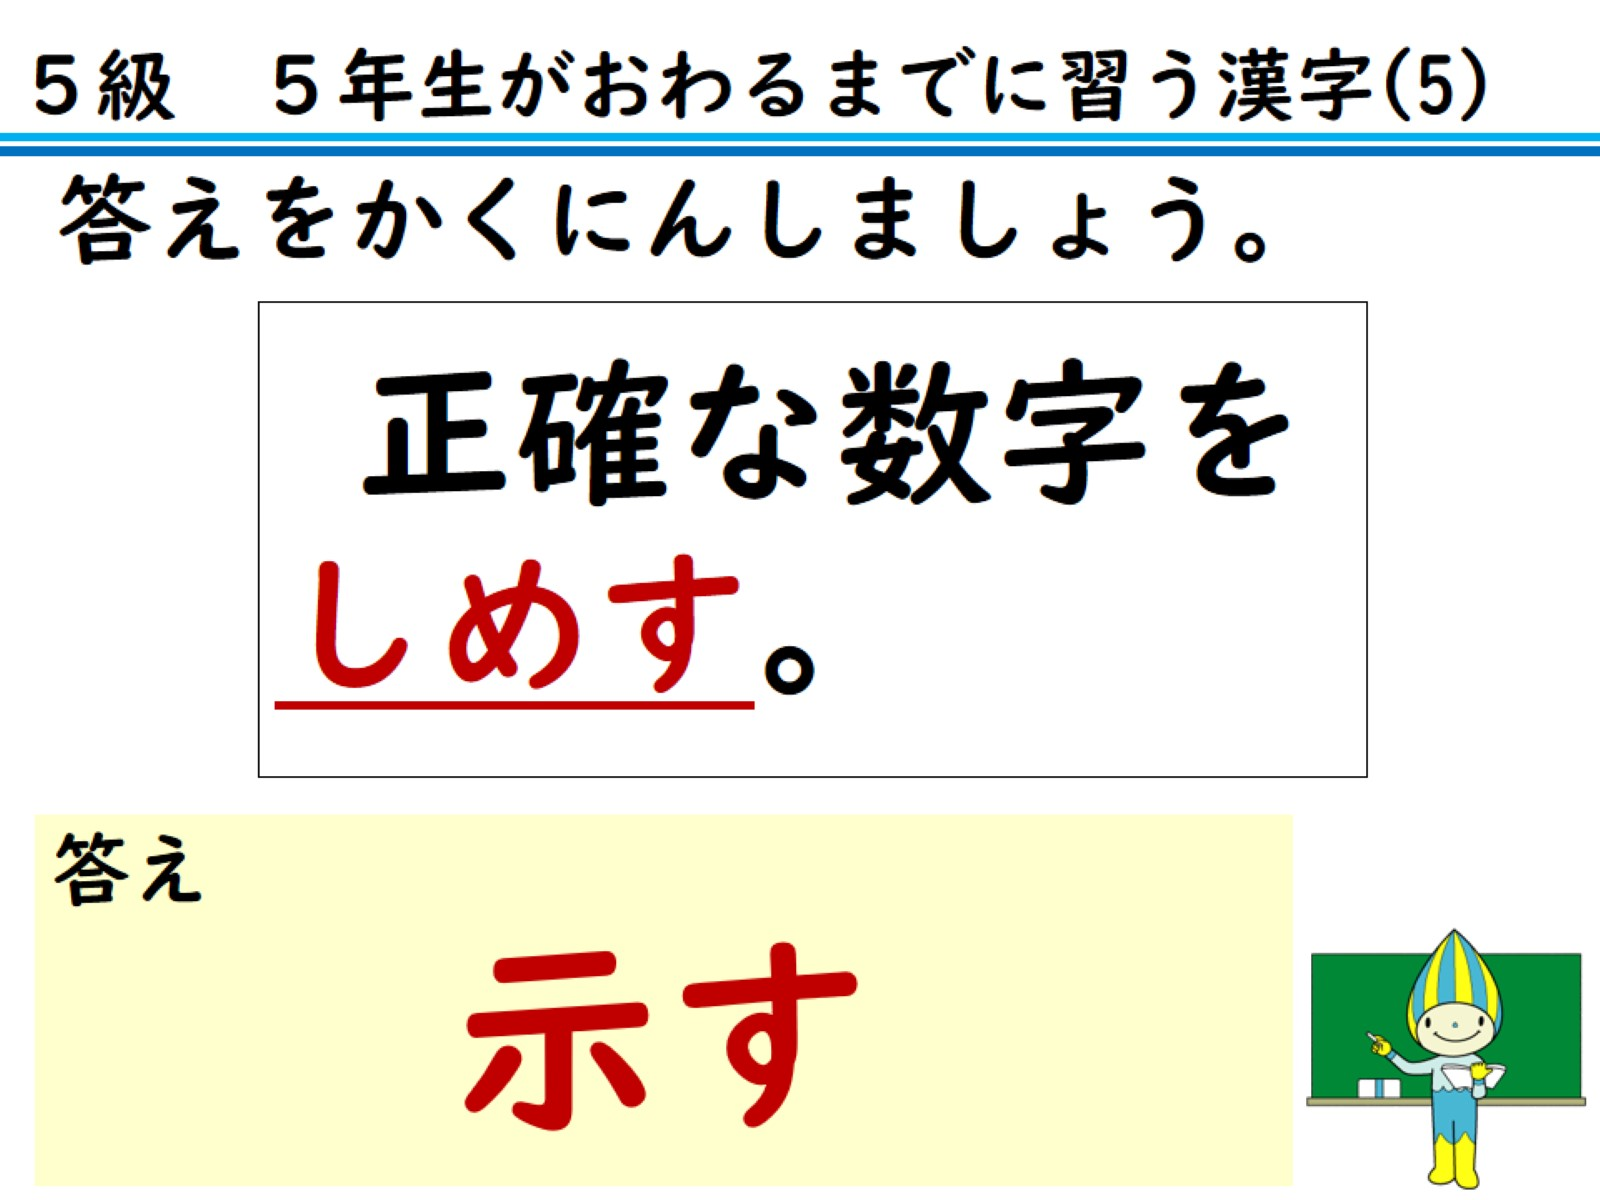 ５級　５年生がおわるまでに習う漢字(5)
答えをかくにんしましょう。
正確な数字を
しめす。
答え
示す